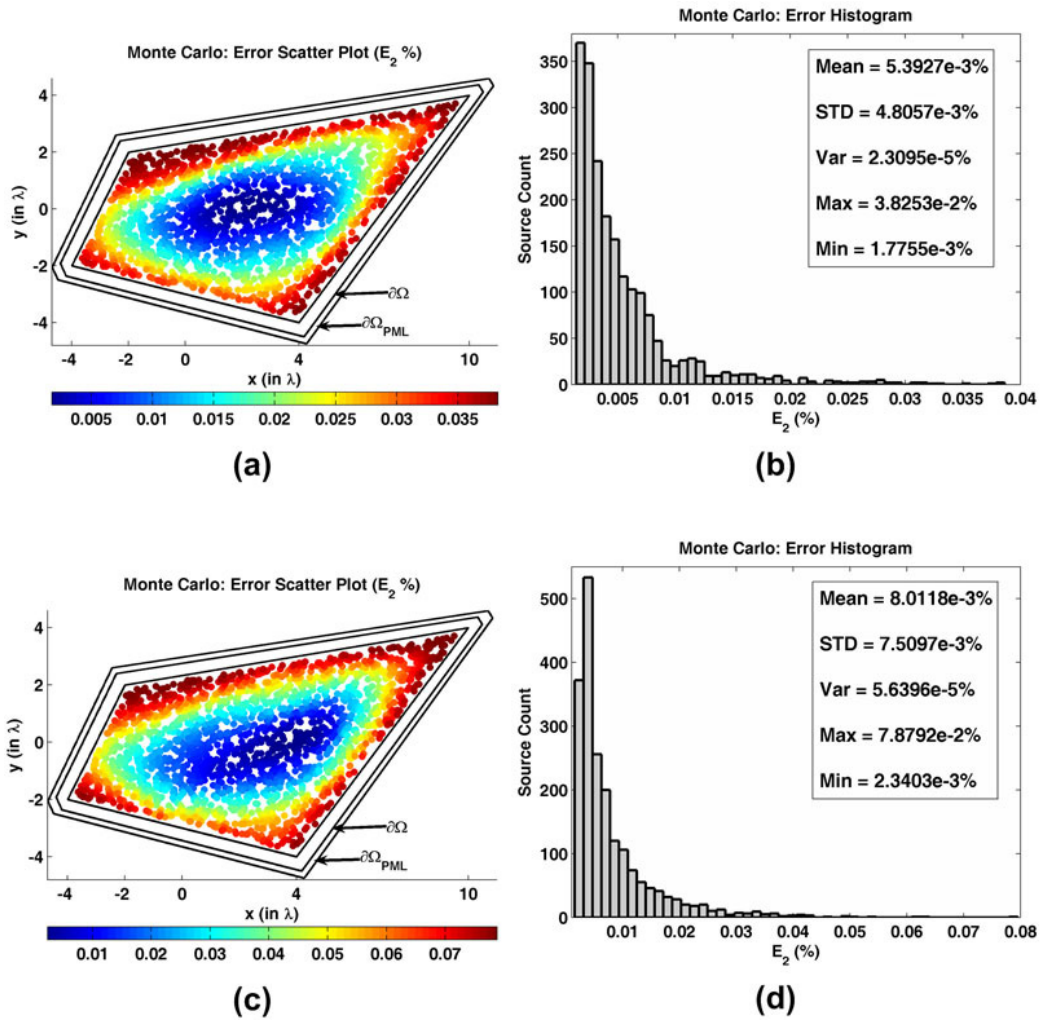 Monte Carlo: Error Scatter Plot (E2 %)
y (in λ)
4
2
0
-2
-4
∂Ω
∂ΩPML
-4 -2 0 4 10
x (in λ)
0.005 0.01 0.015 0.02 0.025 0.03 0.035
(a)
Monte Carlo: Error Histogram
Source Count
350
300
250
200
150
100
50
0
Mean = 5.3927e-3%
STD = 4.8057e-3%
Var = 2.3095e-5%
Max = 3.8253e-2%
Min = 1.7755e-3%
0.005 0.01 0.015 0.02 0.025 0.03 0.035 0.04
E2 (%)
(b)
Monte Carlo: Error Scatter Plot (E2 %)
y (in λ)
4
2
0
-2
-4
∂Ω
∂ΩPML
-4 -2 0 4 10
x (in λ)
0.01 0.02 0.03 0.04 0.05 0.06 0.07
(c)
Monte Carlo: Error Histogram
Source Count
500
400
300
200
100
0
Mean = 8.0118e-3%
STD = 7.5097e-3%
Var = 5.6396e-5%
Max = 7.8792e-2%
Min = 2.3403e-3%
0.01 0.02 0.03 0.04 0.05 0.06 0.07 0.08
E2 (%)
(d)